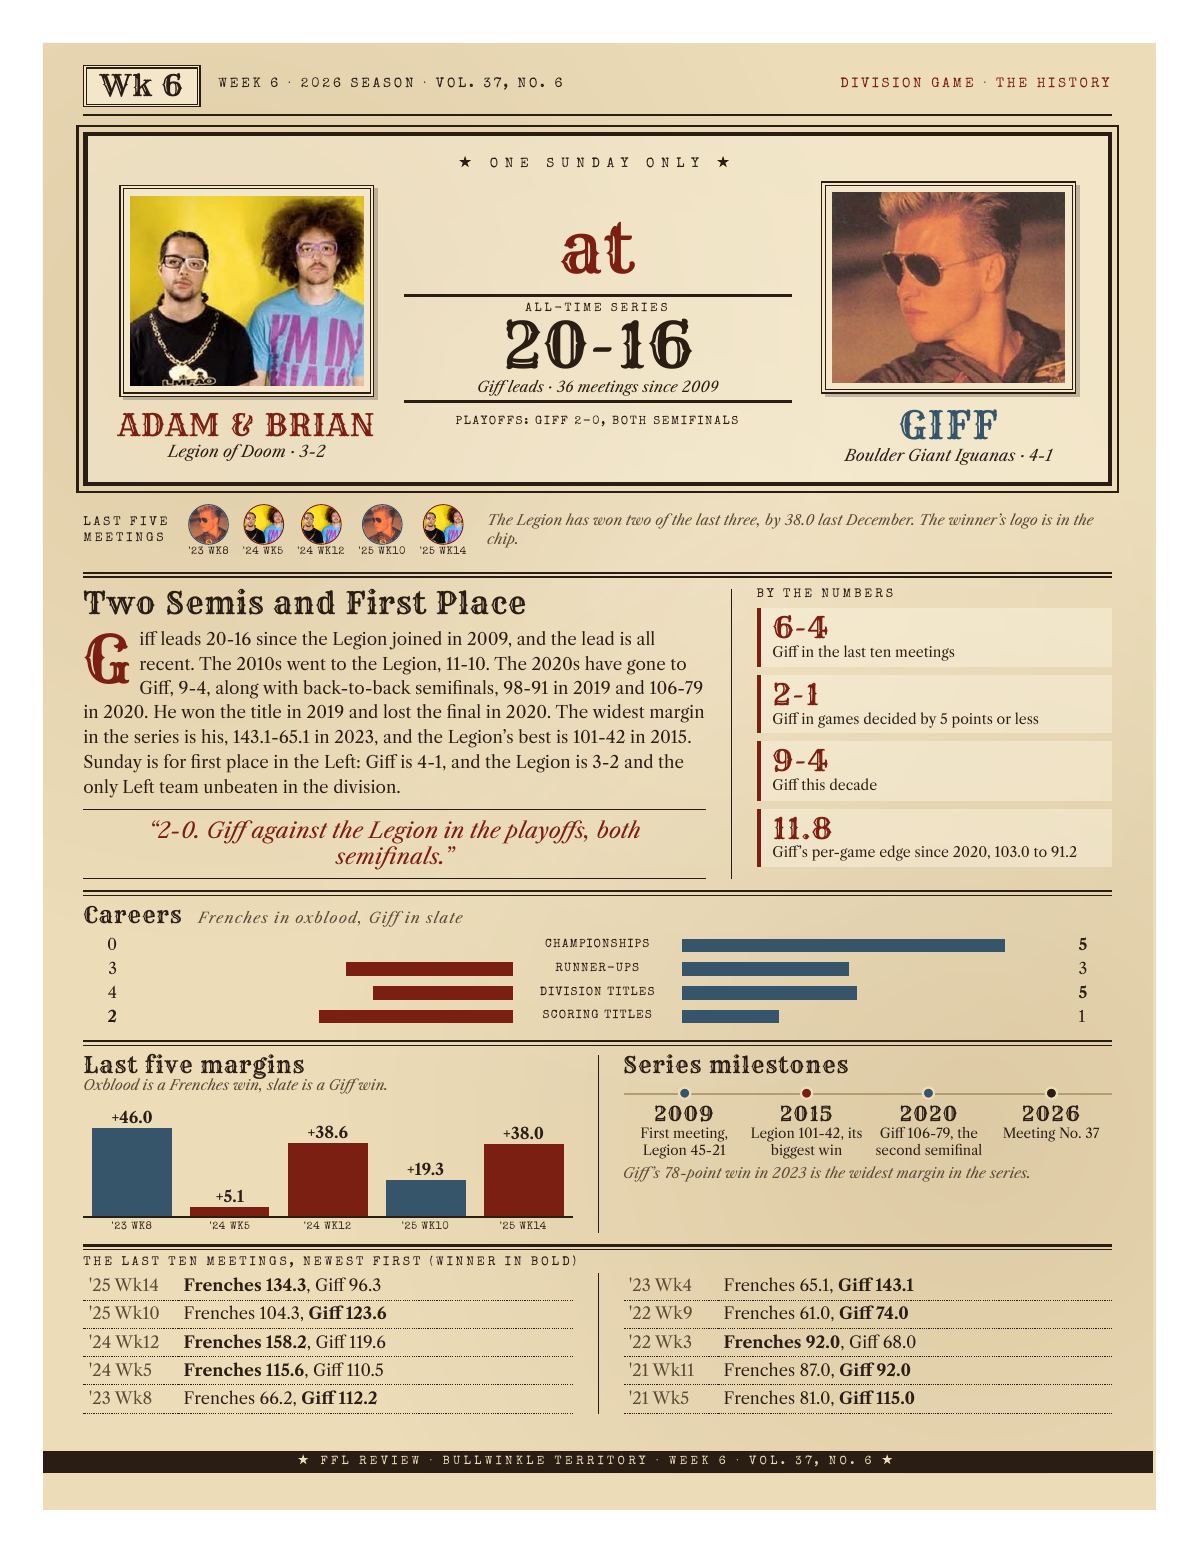 Wk 6
WEEK 6 · 2026 SEASON · VOL. 37, NO. 6
DIVISION GAME · THE HISTORY
★ ONE SUNDAY ONLY ★
I'M IN
LMFAO
ADAM & BRIAN
Legion of Doom · 3-2
at
ALL-TIME SERIES
20-16
Giff leads · 36 meetings since 2009
PLAYOFFS: GIFF 2-0, BOTH SEMIFINALS
GIFF
Boulder Giant Iguanas · 4-1
LAST FIVE
MEETINGS
'23 WK8
'24 WK5
'24 WK12
'25 WK10
'25 WK14
The Legion has won two of the last three, by 38.0 last December. The winner's logo is in the
chip.
Two Semis and First Place
Giff leads 20-16 since the Legion joined in 2009, and the lead is all
recent. The 2010s went to the Legion, 11-10. The 2020s have gone to
Giff, 9-4, along with back-to-back semifinals, 98-91 in 2019 and 106-79
in 2020. He won the title in 2019 and lost the final in 2020. The widest margin
in the series is his, 143.1-65.1 in 2023, and the Legion's best is 101-42 in 2015.
Sunday is for first place in the Left: Giff is 4-1, and the Legion is 3-2 and the
only Left team unbeaten in the division.
“2-0. Giff against the Legion in the playoffs, both
semifinals.”
BY THE NUMBERS
6-4
Giff in the last ten meetings
2-1
Giff in games decided by 5 points or less
9-4
Giff this decade
11.8
Giff's per-game edge since 2020, 103.0 to 91.2
Careers Frenches in oxblood, Giff in slate
0 CHAMPIONSHIPS 5
3 RUNNER-UPS 3
4 DIVISION TITLES 5
2 SCORING TITLES 1
Last five margins
Oxblood is a Frenches win, slate is a Giff win.
+46.0
+5.1
+38.6
+19.3
+38.0
'23 WK8
'24 WK5
'24 WK12
'25 WK10
'25 WK14
Series milestones
2009
First meeting,
Legion 45-21
2015
Legion 101-42, its
biggest win
2020
Giff 106-79, the
second semifinal
2026
Meeting No. 37
Giff's 78-point win in 2023 is the widest margin in the series.
THE LAST TEN MEETINGS, NEWEST FIRST (WINNER IN BOLD)
'25 Wk14 Frenches 134.3, Giff 96.3
'25 Wk10 Frenches 104.3, Giff 123.6
'24 Wk12 Frenches 158.2, Giff 119.6
'24 Wk5 Frenches 115.6, Giff 110.5
'23 Wk8 Frenches 66.2, Giff 112.2
'23 Wk4 Frenches 65.1, Giff 143.1
'22 Wk9 Frenches 61.0, Giff 74.0
'22 Wk3 Frenches 92.0, Giff 68.0
'21 Wk11 Frenches 87.0, Giff 92.0
'21 Wk5 Frenches 81.0, Giff 115.0
★ FFL REVIEW · BULLWINKLE TERRITORY · WEEK 6 · VOL. 37, NO. 6 ★